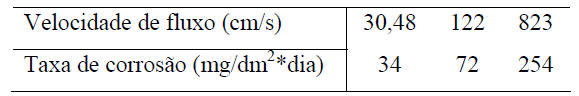 Velocidade de fluxo (cm/s) 30,48 122 823
Taxa de corrosão (mg/dm²*dia) 34 72 254